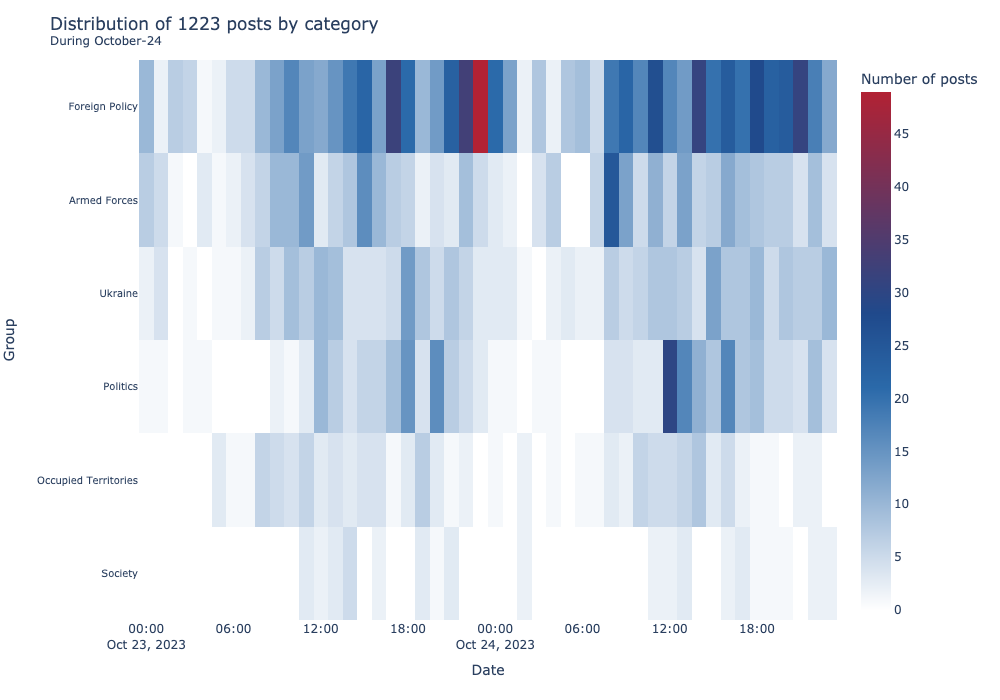 Distribution of 1223 posts by category
During October-24
Number of posts
Foreign Policy
Armed Forces
Ukraine
Politics
Occupied Territories
Society
Group
45
40
35
30
25
20
15
10
5
0
00:00 06:00 12:00 18:00 00:00 06:00 12:00 18:00
Oct 23, 2023 Oct 24, 2023
Date